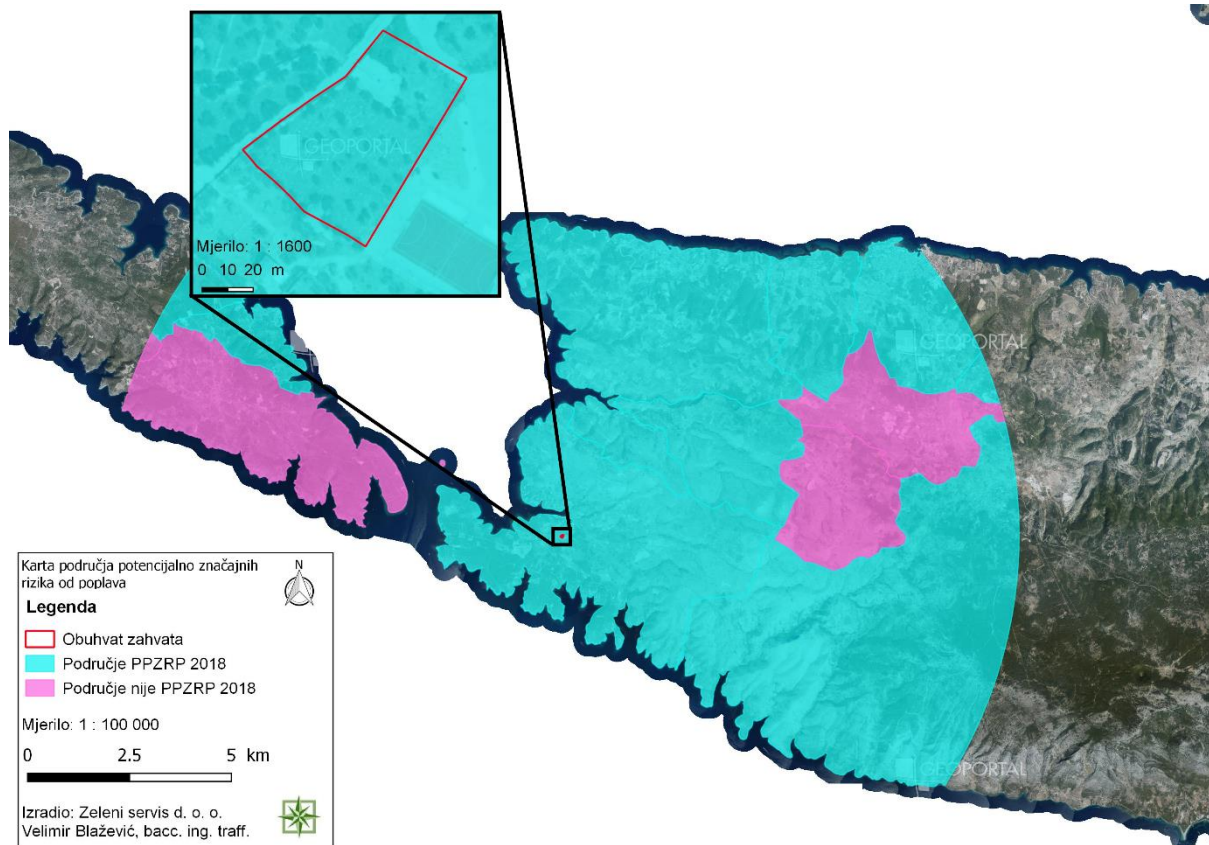 GEOPORTAL
Mjerilo: 1 : 1600
0 10 20 m
GEOPORTAL
GEOPORTAL
Karta područja potencijalno značajnih
rizika od poplava
N
Legenda
Obuhvat zahvata
Područje PPZRP 2018
Područje nije PPZRP 2018
Mjerilo: 1 : 100 000
0 2.5 5 km
Izradio: Zeleni servis d. o. o.
Velimir Blažević, bacc. ing. traff.